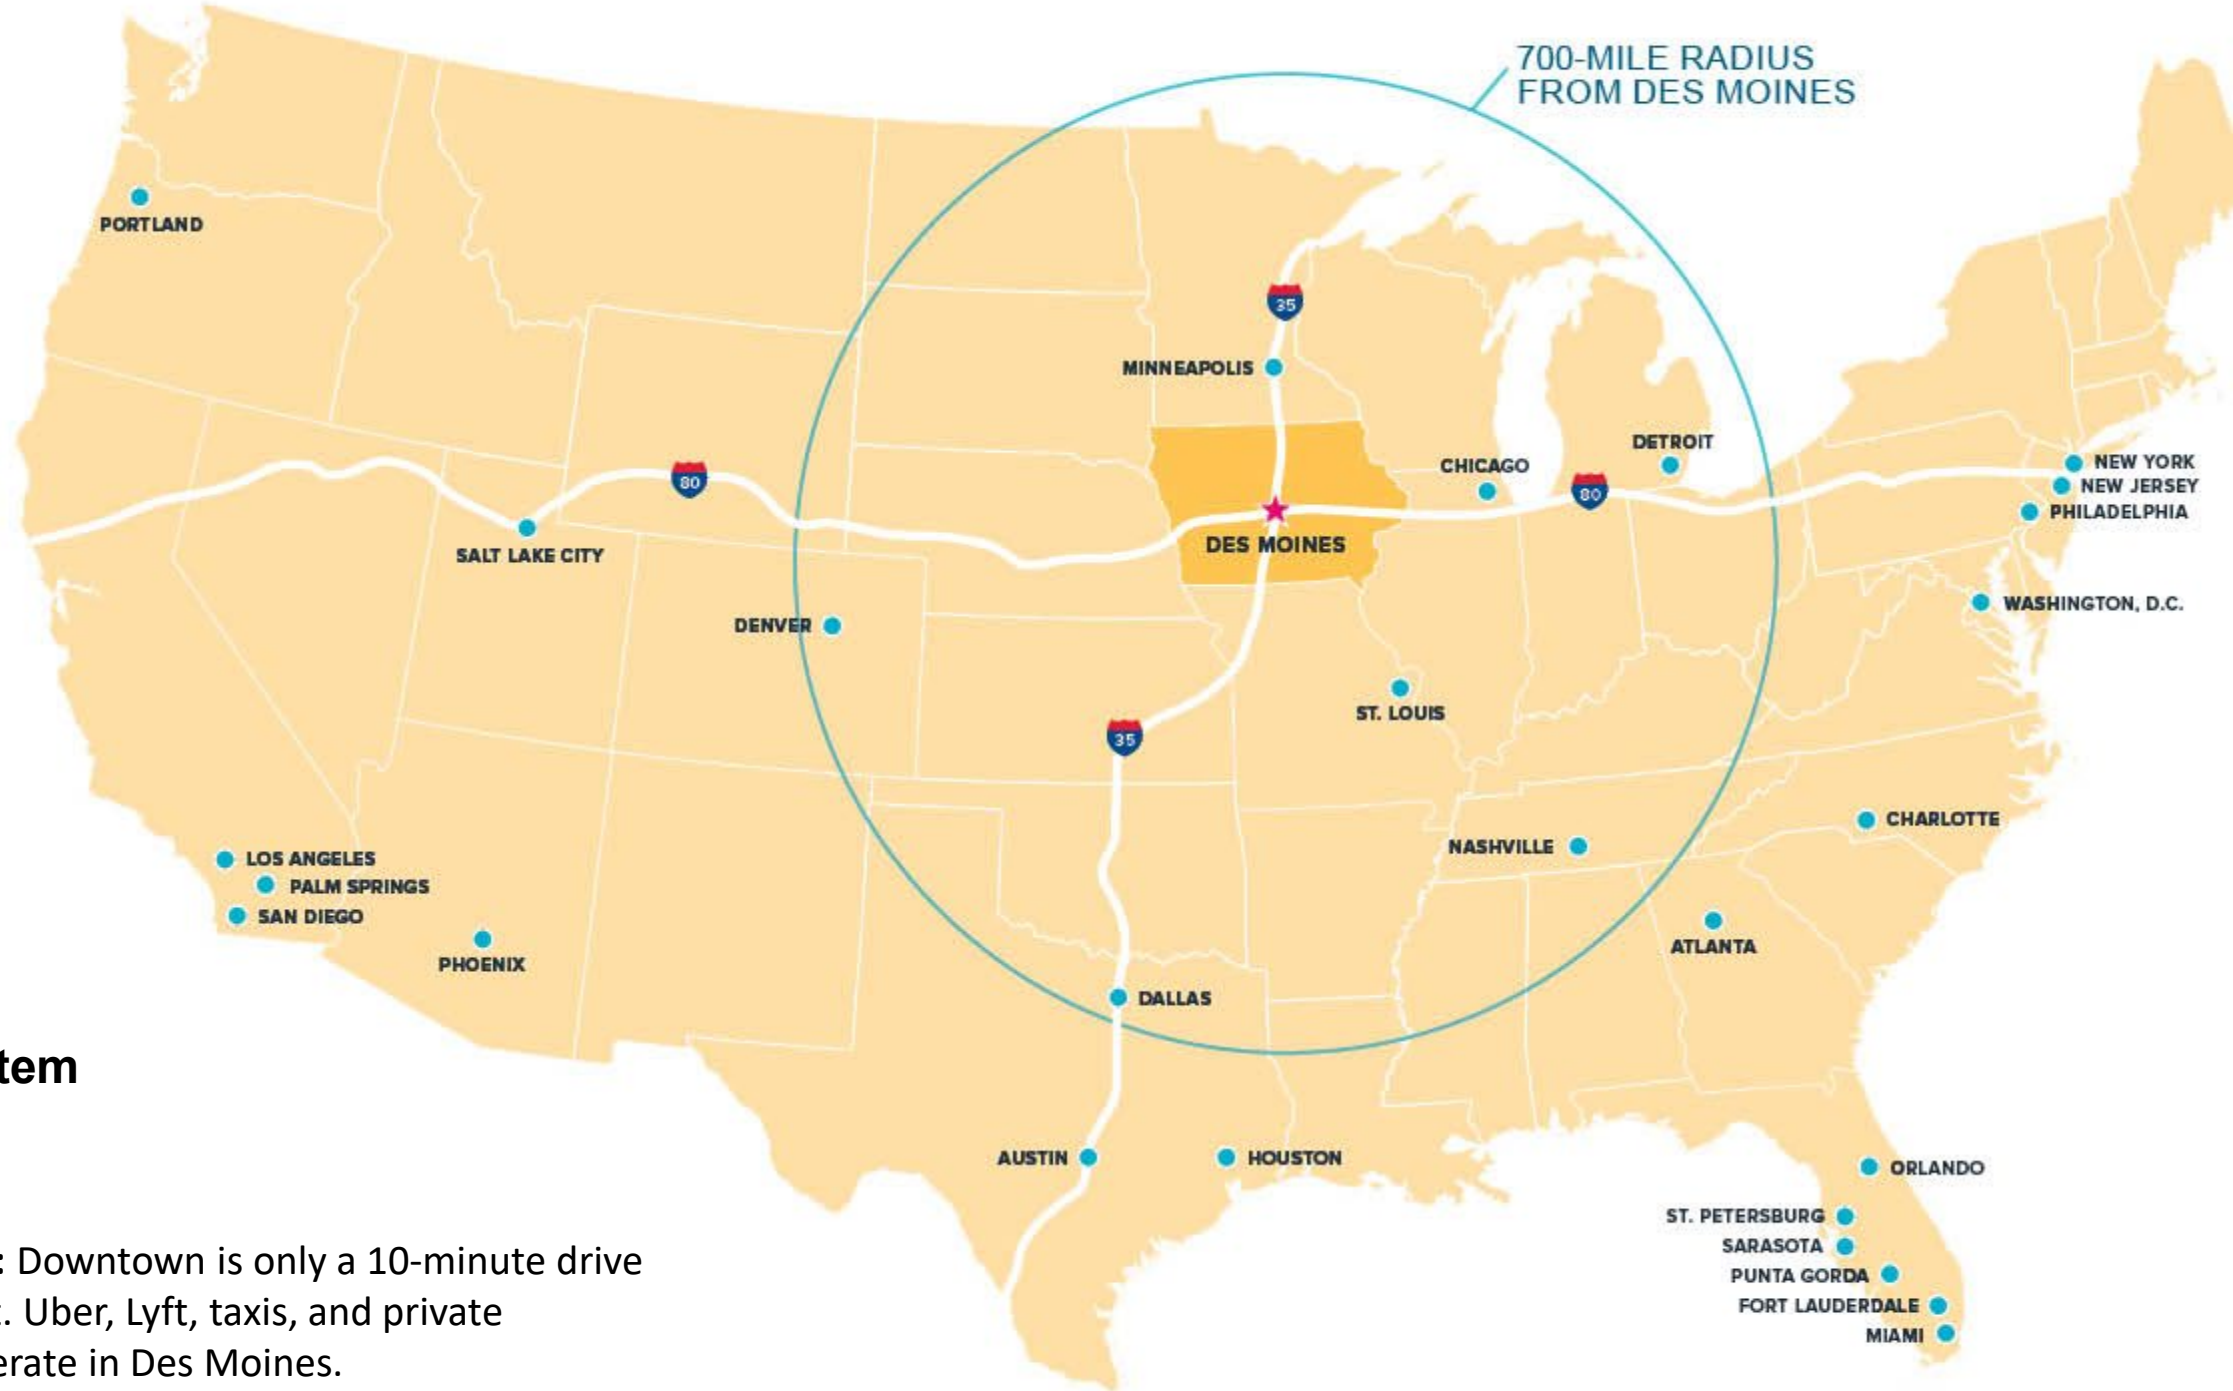 700-MILE RADIUS
FROM DES MOINES
PORTLAND
35
MINNEAPOLIS
DETROIT
CHICAGO
NEW YORK
80
80
NEW JERSEY
PHILADELPHIA
DES MOINES
SALT LAKE CITY
WASHINGTON, D.C.
DENVER
ST. LOUIS
35
CHARLOTTE
NASHVILLE
LOS ANGELES
PALM SPRINGS
SAN DIEGO
ATLANTA
PHOENIX
DALLAS
tem
AUSTIN
HOUSTON
ORLANDO
ST. PETERSBURG
SARASOTA
PUNTA GORDA
FORT LAUDERDALE
MIAMI
: Downtown is only a 10-minute drive
. Uber, Lyft, taxis, and private
erate in Des Moines.